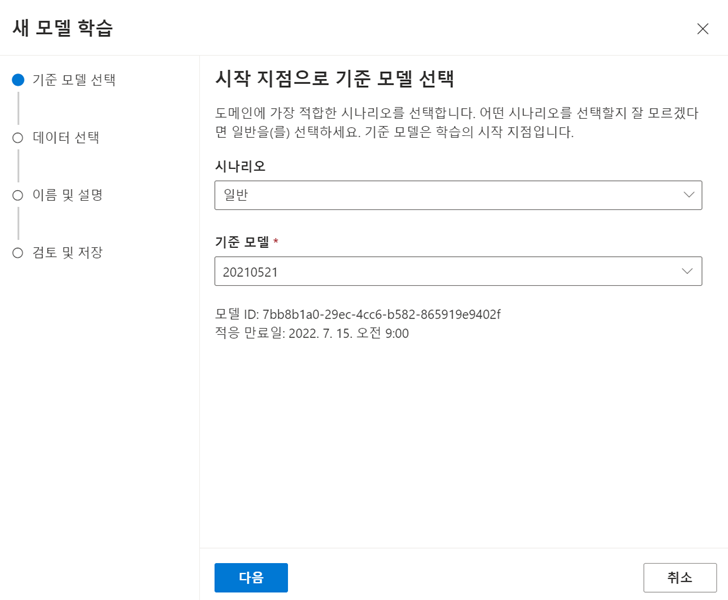 새 모델 학습
기준 모델 선택
데이터 선택
이름 및 설명
검토 및 저장
시작 지점으로 기준 모델 선택
도메인에 가장 적합한 시나리오를 선택합니다. 어떤 시나리오를 선택할지 잘 모르겠다
면 일반을(를) 선택하세요. 기준 모델은 학습의 시작 지점입니다.
시나리오
일반
기준 모델 *
20210521
모델 ID: 7bb8b1a0-29ec-4cc6-b582-865919e9402f
적응 만료일: 2022. 7. 15. 오전 9:00
다음
취소